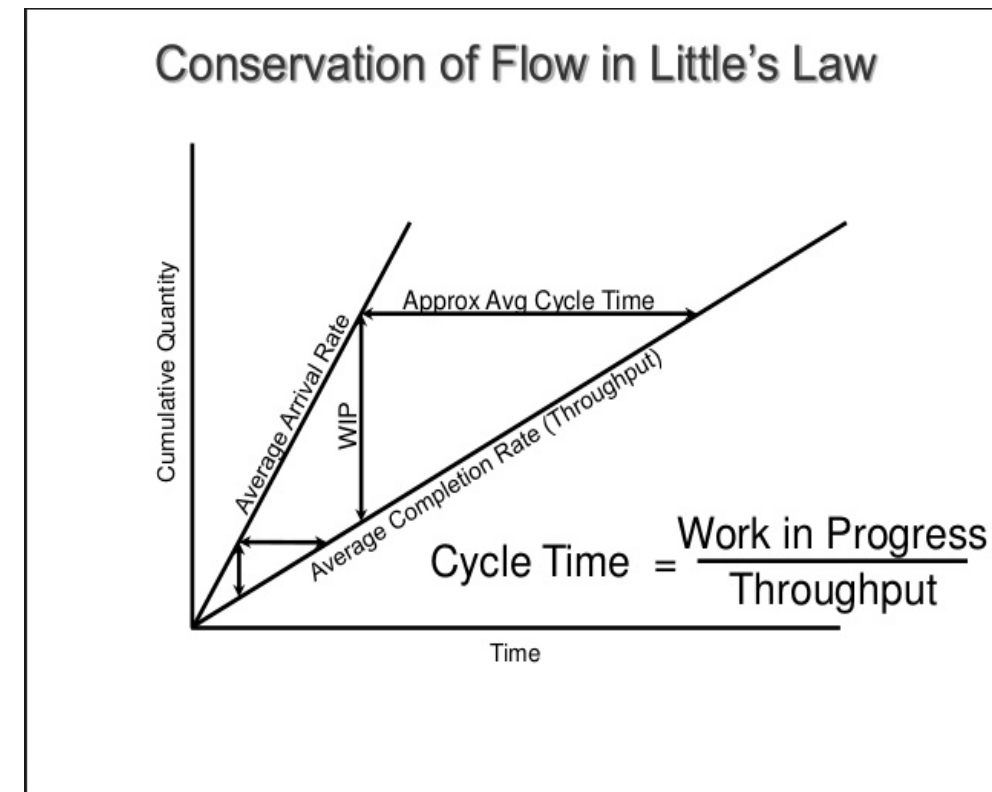 Conservation of Flow in Little's Law
Cumulative Quantity
Average Arrival Rate
WIP
Approx Avg Cycle Time
Average Completion Rate (Throughput)
Cycle Time = Work in Progress
Throughput
Time